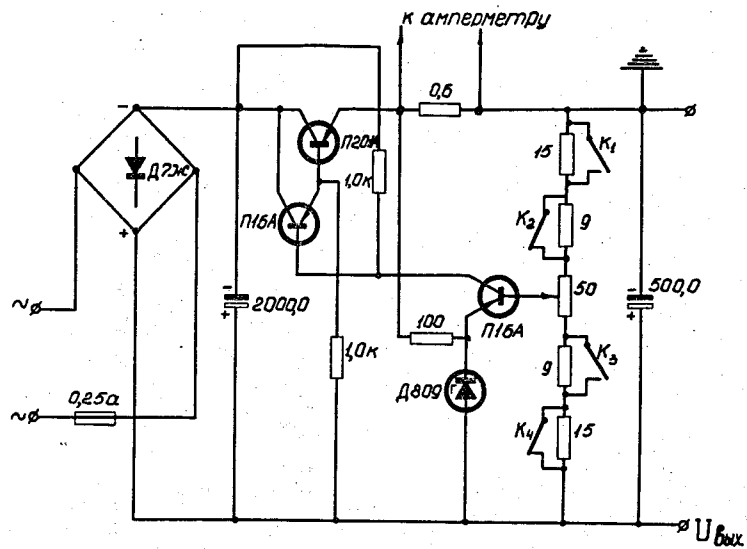 к амперметру
0,6
−
П20А
К₁
15
Д7Ж
1,0к
П16А
К₂
9
+
−
2000,0
+
50
−
500,0
+
П16А
100
1,0к
К₃
9
Д809
Г
0,25а
К₄
15
~
~
Uвых